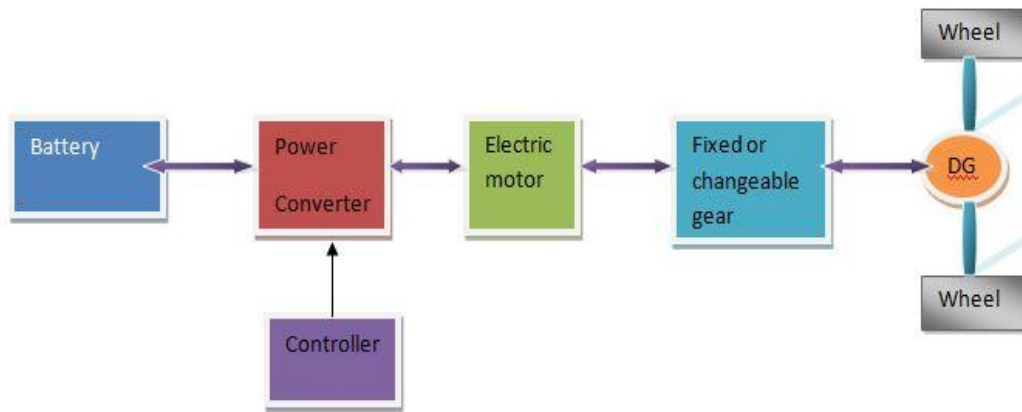 Wheel
Battery
Power
Converter
Electric
motor
Fixed or
changeable
gear
DG
Wheel
Controller